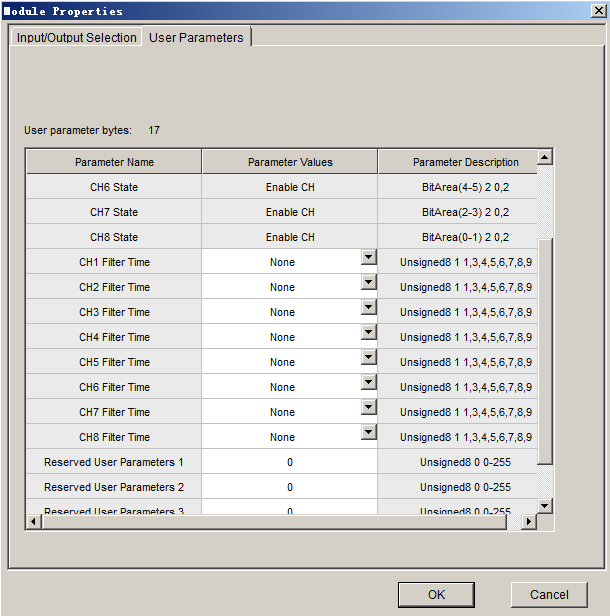 Module Properties
Input/Output Selection User Parameters
User parameter bytes: 17
Parameter Name Parameter Values Parameter Description
CH6 State Enable CH BitArea(4-5) 2 0,2
CH7 State Enable CH BitArea(2-3) 2 0,2
CH8 State Enable CH BitArea(0-1) 2 0,2
CH1 Filter Time None Unsigned8 1 1,3,4,5,6,7,8,9
CH2 Filter Time None Unsigned8 1 1,3,4,5,6,7,8,9
CH3 Filter Time None Unsigned8 1 1,3,4,5,6,7,8,9
CH4 Filter Time None Unsigned8 1 1,3,4,5,6,7,8,9
CH5 Filter Time None Unsigned8 1 1,3,4,5,6,7,8,9
CH6 Filter Time None Unsigned8 1 1,3,4,5,6,7,8,9
CH7 Filter Time None Unsigned8 1 1,3,4,5,6,7,8,9
CH8 Filter Time None Unsigned8 1 1,3,4,5,6,7,8,9
Reserved User Parameters 1 0 Unsigned8 0 0-255
Reserved User Parameters 2 0 Unsigned8 0 0-255
Reserved User Parameters 3 0 Unsigned8 0 0-255
OK Cancel